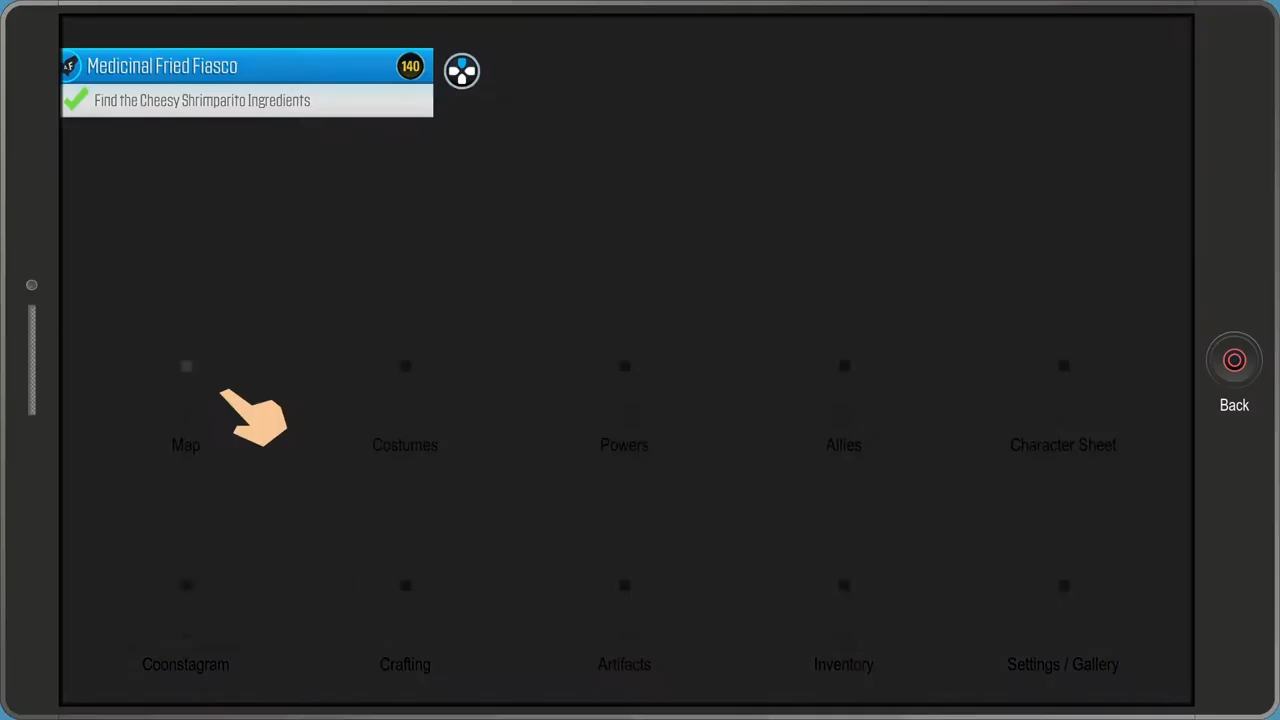 Medicinal Fried Fiasco
140
Find the Cheesy Shrimparito Ingredients
Back
Map
Costumes
Powers
Allies
Character Sheet
Coonstagram
Crafting
Artifacts
Inventory
Settings / Gallery